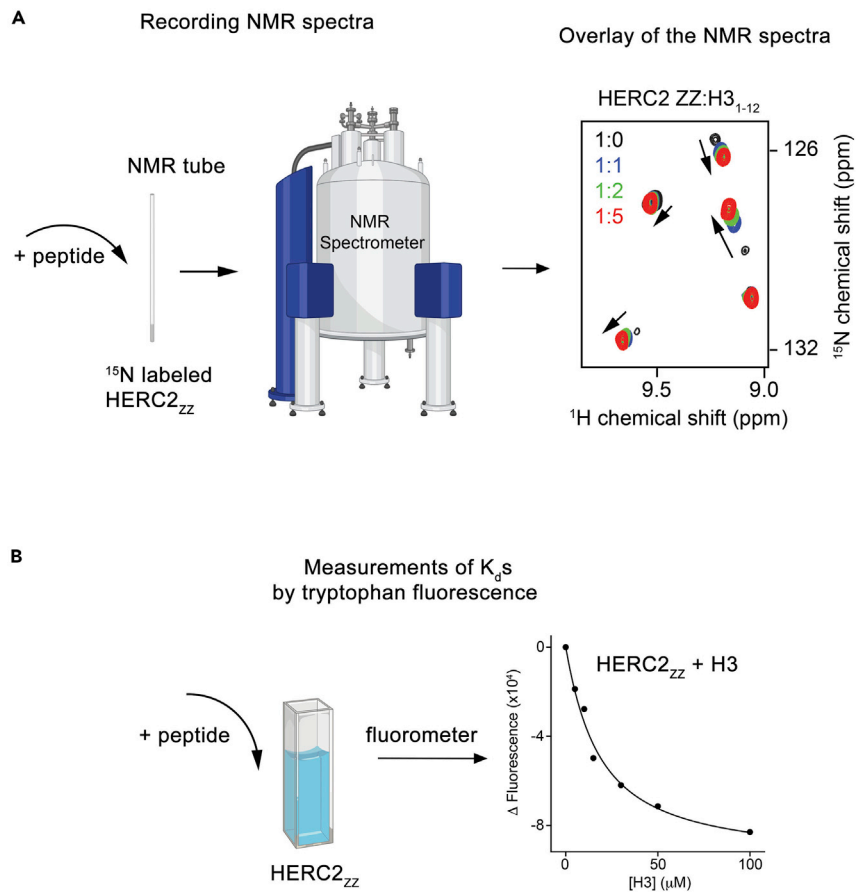 A
Recording NMR spectra
Overlay of the NMR spectra
NMR tube
+ peptide
¹⁵N labeled
HERC2ZZ
NMR
Spectrometer
HERC2 ZZ:H3₁₋₁₂
1:0
1:1
1:2
1:5
126
132
¹⁵N chemical shift (ppm)
9.5
9.0
¹H chemical shift (ppm)
B
Measurements of Kds
by tryptophan fluorescence
+ peptide
HERC2ZZ
fluorometer
HERC2ZZ + H3
Δ Fluorescence (x10⁴)
0
-4
-8
0
50
100
[H3] (μM)